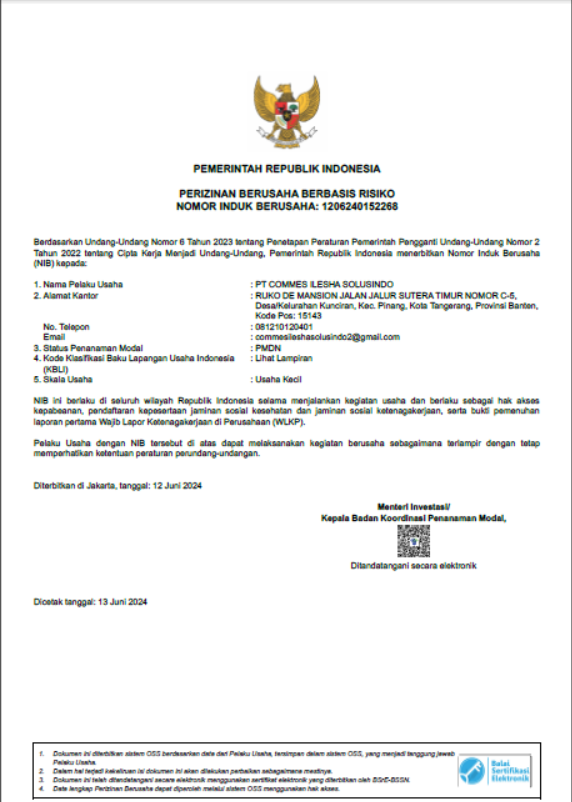 PEMERINTAH REPUBLIK INDONESIA
PERIZINAN BERUSAHA BERBASIS RISIKO
NOMOR INDUK BERUSAHA: 1206240152268
Berdasarkan Undang-Undang Nomor 6 Tahun 2023 tentang Penetapan Peraturan Pemerintah Pengganti Undang-Undang Nomor 2
Tahun 2022 tentang Cipta Kerja Menjadi Undang-Undang, Pemerintah Republik Indonesia menerbitkan Nomor Induk Berusaha
(NIB) kepada:
1. Nama Pelaku Usaha : PT COMMES ILESHA SOLUSINDO
2. Alamat Kantor : RUKO DE MANSION JALAN JALUR SUTERA TIMUR NOMOR C-5,
Desa/Kelurahan Kunciran, Kec. Pinang, Kota Tangerang, Provinsi Banten,
Kode Pos: 15143
No. Telepon : 081210120401
Email : commesileshasolusindo2@gmail.com
3. Status Penanaman Modal : PMDN
4. Kode Klasifikasi Baku Lapangan Usaha Indonesia : Lihat Lampiran
(KBLI)
5. Skala Usaha : Usaha Kecil
NIB ini berlaku di seluruh wilayah Republik Indonesia selama menjalankan kegiatan usaha dan berlaku sebagai hak akses
kepabeanan, pendaftaran kepesertaan jaminan sosial kesehatan dan jaminan sosial ketenagakerjaan, serta bukti pemenuhan
laporan pertama Wajib Lapor Ketenagakerjaan di Perusahaan (WLKP).
Pelaku Usaha dengan NIB tersebut di atas dapat melaksanakan kegiatan berusaha sebagaimana terlampir dengan tetap
memperhatikan ketentuan peraturan perundang-undangan.
Diterbitkan di Jakarta, tanggal: 12 Juni 2024
Menteri Investasi/
Kepala Badan Koordinasi Penanaman Modal,
Ditandatangani secara elektronik
Dicetak tanggal: 13 Juni 2024
1. Dokumen ini diterbitkan sistem OSS berdasarkan data dari Pelaku Usaha, tersimpan dalam sistem OSS, yang menjadi tanggung jawab
Pelaku Usaha.
2. Dalam hal terjadi kekeliruan isi dokumen ini akan dilakukan perbaikan sebagaimana mestinya.
3. Dokumen ini telah ditandatangani secara elektronik menggunakan sertifikat elektronik yang diterbitkan oleh BSrE-BSSN.
4. Data lengkap Perizinan Berusaha dapat diperoleh melalui sistem OSS menggunakan hak akses.
Balai
Sertifikasi
Elektronik